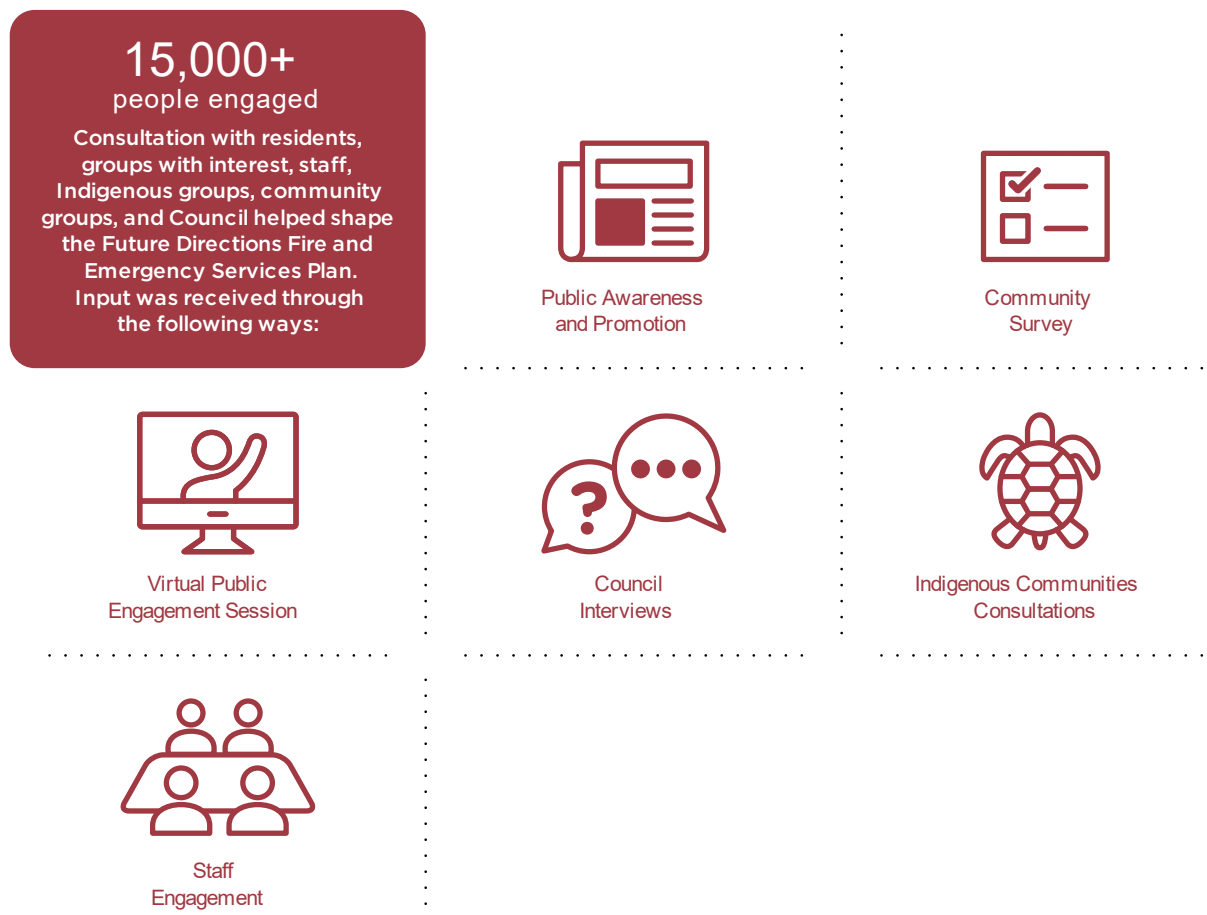 15,000+
people engaged
Consultation with residents,
groups with interest, staff,
Indigenous groups, community
groups, and Council helped shape
the Future Directions Fire and
Emergency Services Plan.
Input was received through
the following ways:
Public Awareness
and Promotion
Community
Survey
Virtual Public
Engagement Session
?
Council
Interviews
Indigenous Communities
Consultations
Staff
Engagement